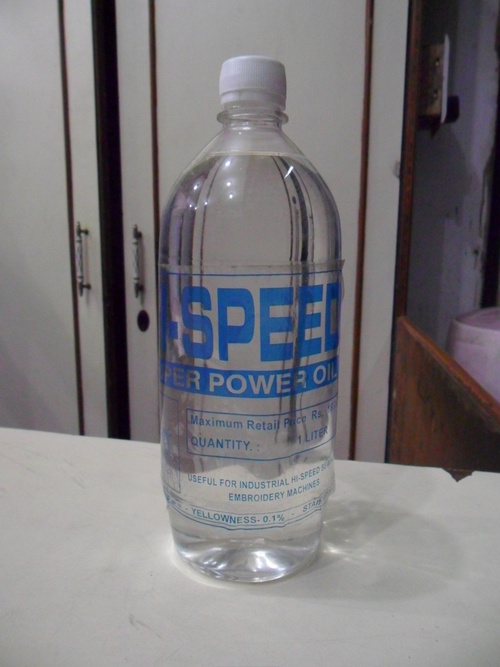 -SPEED
PER POWER OIL
Maximum Retail Price Rs.
QUANTITY : 1 LITER
USEFUL FOR INDUSTRIAL HI-SPEED
EMBROIDERY MACHINES
YELLOWNESS- 0.1%